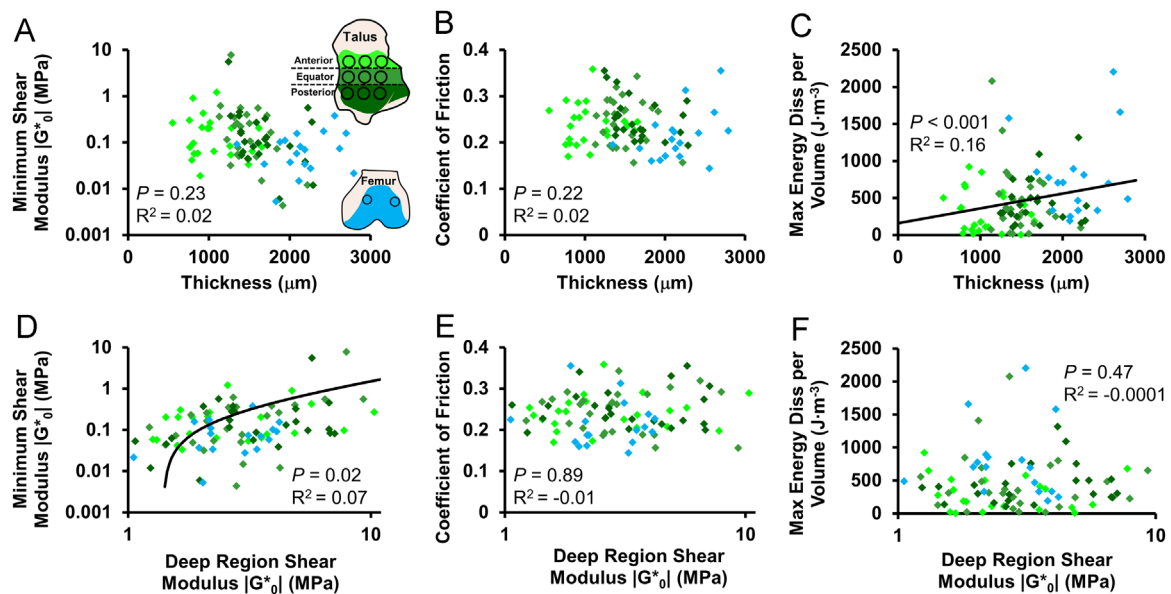 A
Minimum Shear
Modulus |G*0| (MPa)
10
1
0.1
0.01
0.001
P = 0.23
R² = 0.02
0 1000 2000 3000
Thickness (μm)
Talus
Anterior
Equator
Posterior
Femur
B
Coefficient of Friction
0.4
0.3
0.2
0.1
0
P = 0.22
R² = 0.02
0 1000 2000 3000
Thickness (μm)
C
Max Energy Diss per
Volume (J·m⁻³)
2500
2000
1500
1000
500
0
P < 0.001
R² = 0.16
0 1000 2000 3000
Thickness (μm)
D
Minimum Shear
Modulus |G*0| (MPa)
10
1
0.1
0.01
0.001
P = 0.02
R² = 0.07
1 10
Deep Region Shear
Modulus |G*0| (MPa)
E
Coefficient of Friction
0.4
0.3
0.2
0.1
0
P = 0.89
R² = -0.01
1 10
Deep Region Shear
Modulus |G*0| (MPa)
F
Max Energy Diss per
Volume (J·m⁻³)
2500
2000
1500
1000
500
0
P = 0.47
R² = -0.0001
1 10
Deep Region Shear
Modulus |G*0| (MPa)